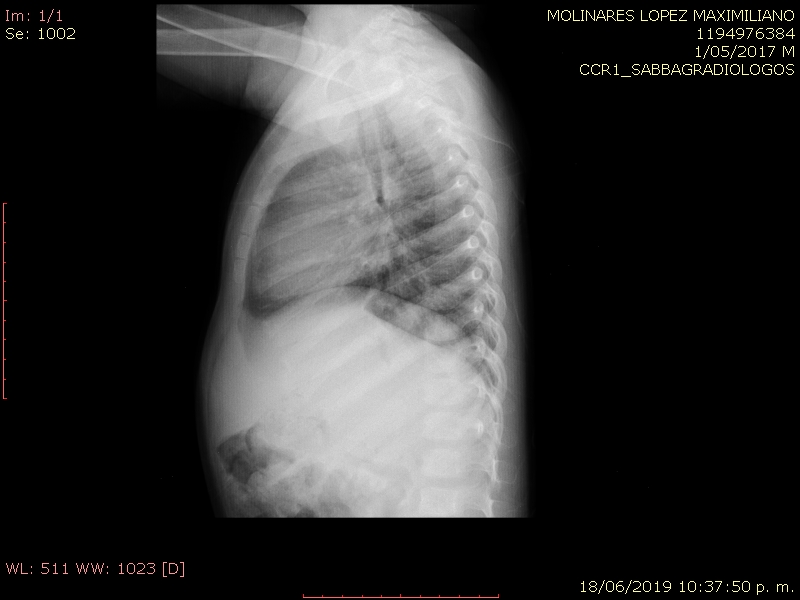 Im: 1/1
Se: 1002
MOLINARES LOPEZ MAXIMILIANO
1194976384
1/05/2017 M
CCR1_SABBAGRADIOLOGOS
WL: 511 WW: 1023 [D]
18/06/2019 10:37:50 p. m.